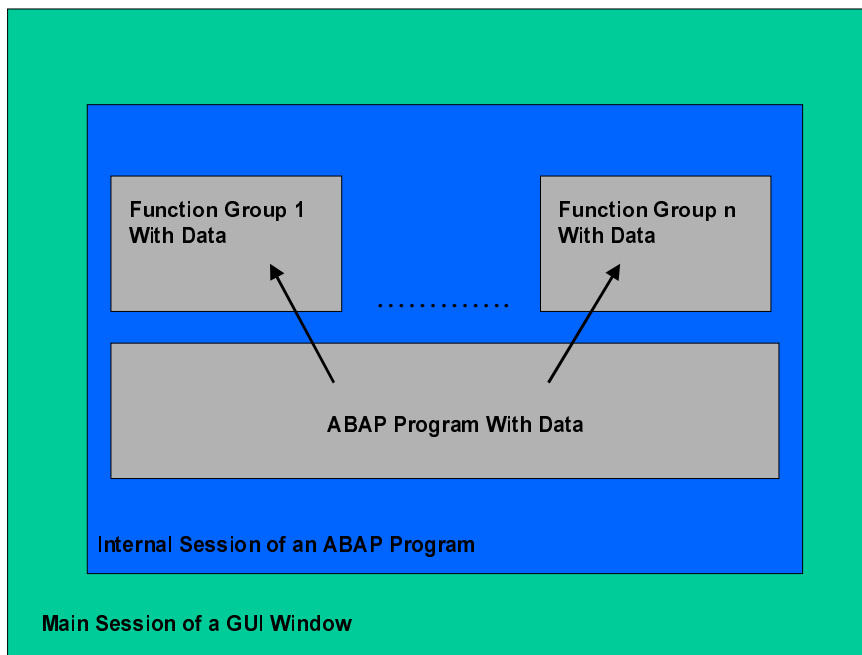 Function Group 1
With Data
Function Group n
With Data
.............
ABAP Program With Data
Internal Session of an ABAP Program
Main Session of a GUI Window